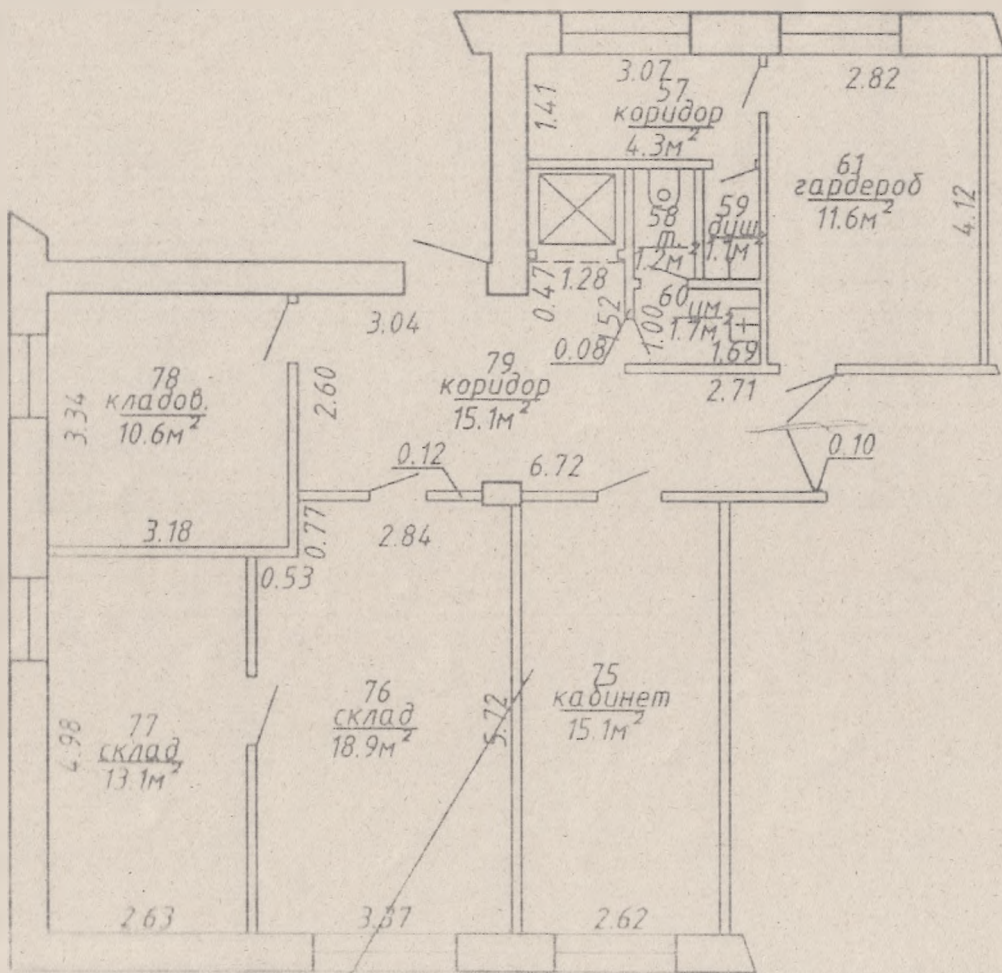 3.07
57
коридор
4.3м²
1.41
2.82
61
гардероб
11.6м²
4.12
58
т.
1.2м²
59
душ
1.1м²
0.47
1.28
1.52
1.00
60
ум.
1.7м²
1.69
0.08
2.71
3.04
79
коридор
15.1м²
2.60
78
кладов.
10.6м²
3.34
3.18
0.12
6.72
0.10
0.77
2.84
0.53
77
склад
13.1м²
4.98
2.63
76
склад
18.9м²
3.37
5.72
75
кабинет
15.1м²
2.62